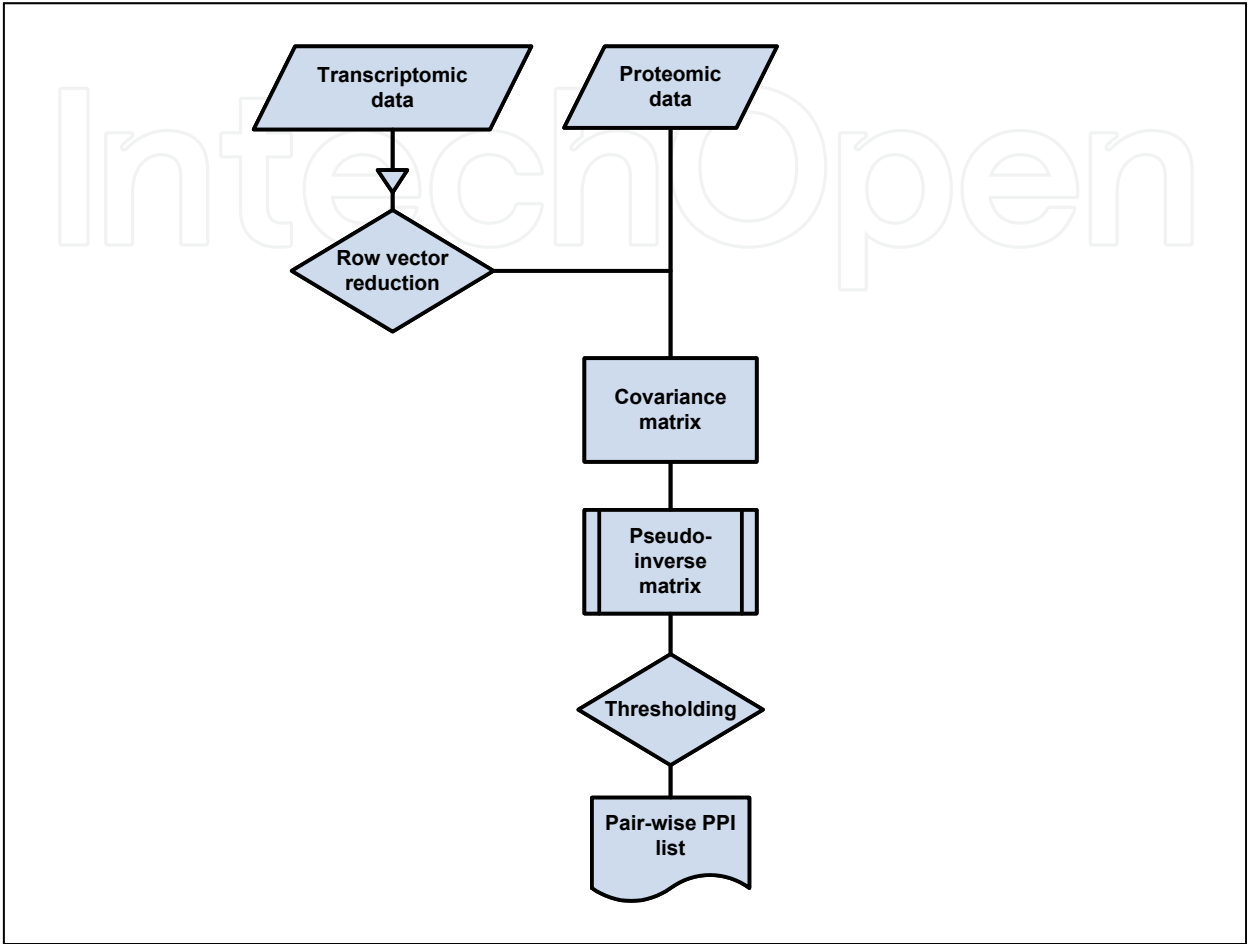 Transcriptomic
data
Proteomic
data
IntechOpen
Row vector
reduction
Covariance
matrix
Pseudo-
inverse
matrix
Thresholding
Pair-wise PPI
list